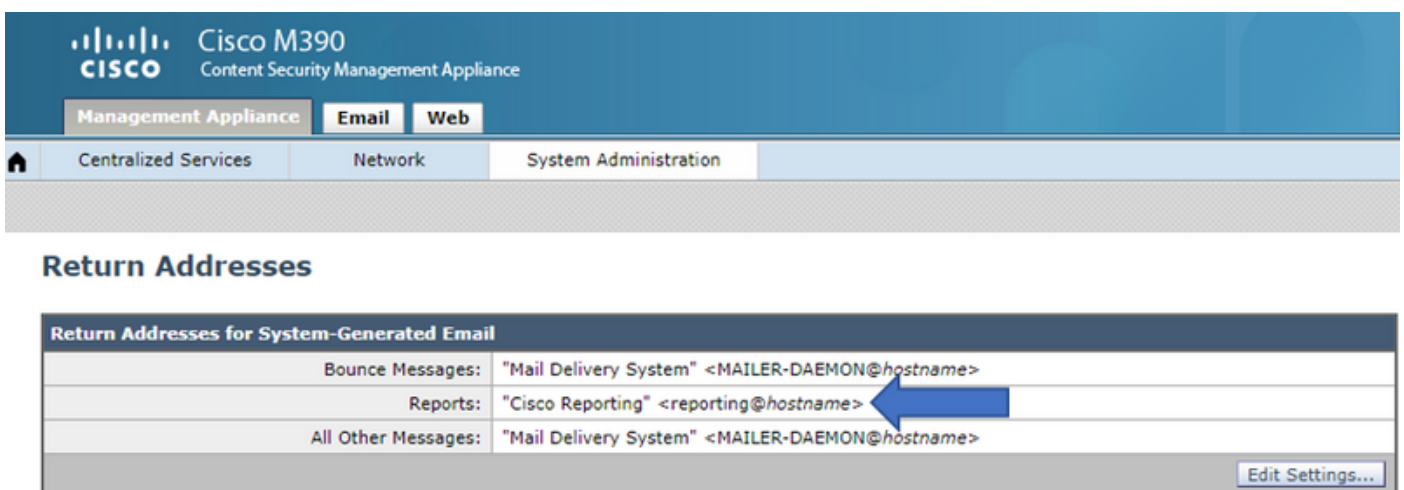 CISCO
Cisco M390
Content Security Management Appliance
Management Appliance Email Web
Centralized Services Network System Administration
Return Addresses
Return Addresses for System-Generated Email
Bounce Messages: "Mail Delivery System" <MAILER-DAEMON@hostname>
Reports: "Cisco Reporting" <reporting@hostname>
All Other Messages: "Mail Delivery System" <MAILER-DAEMON@hostname>
Edit Settings...